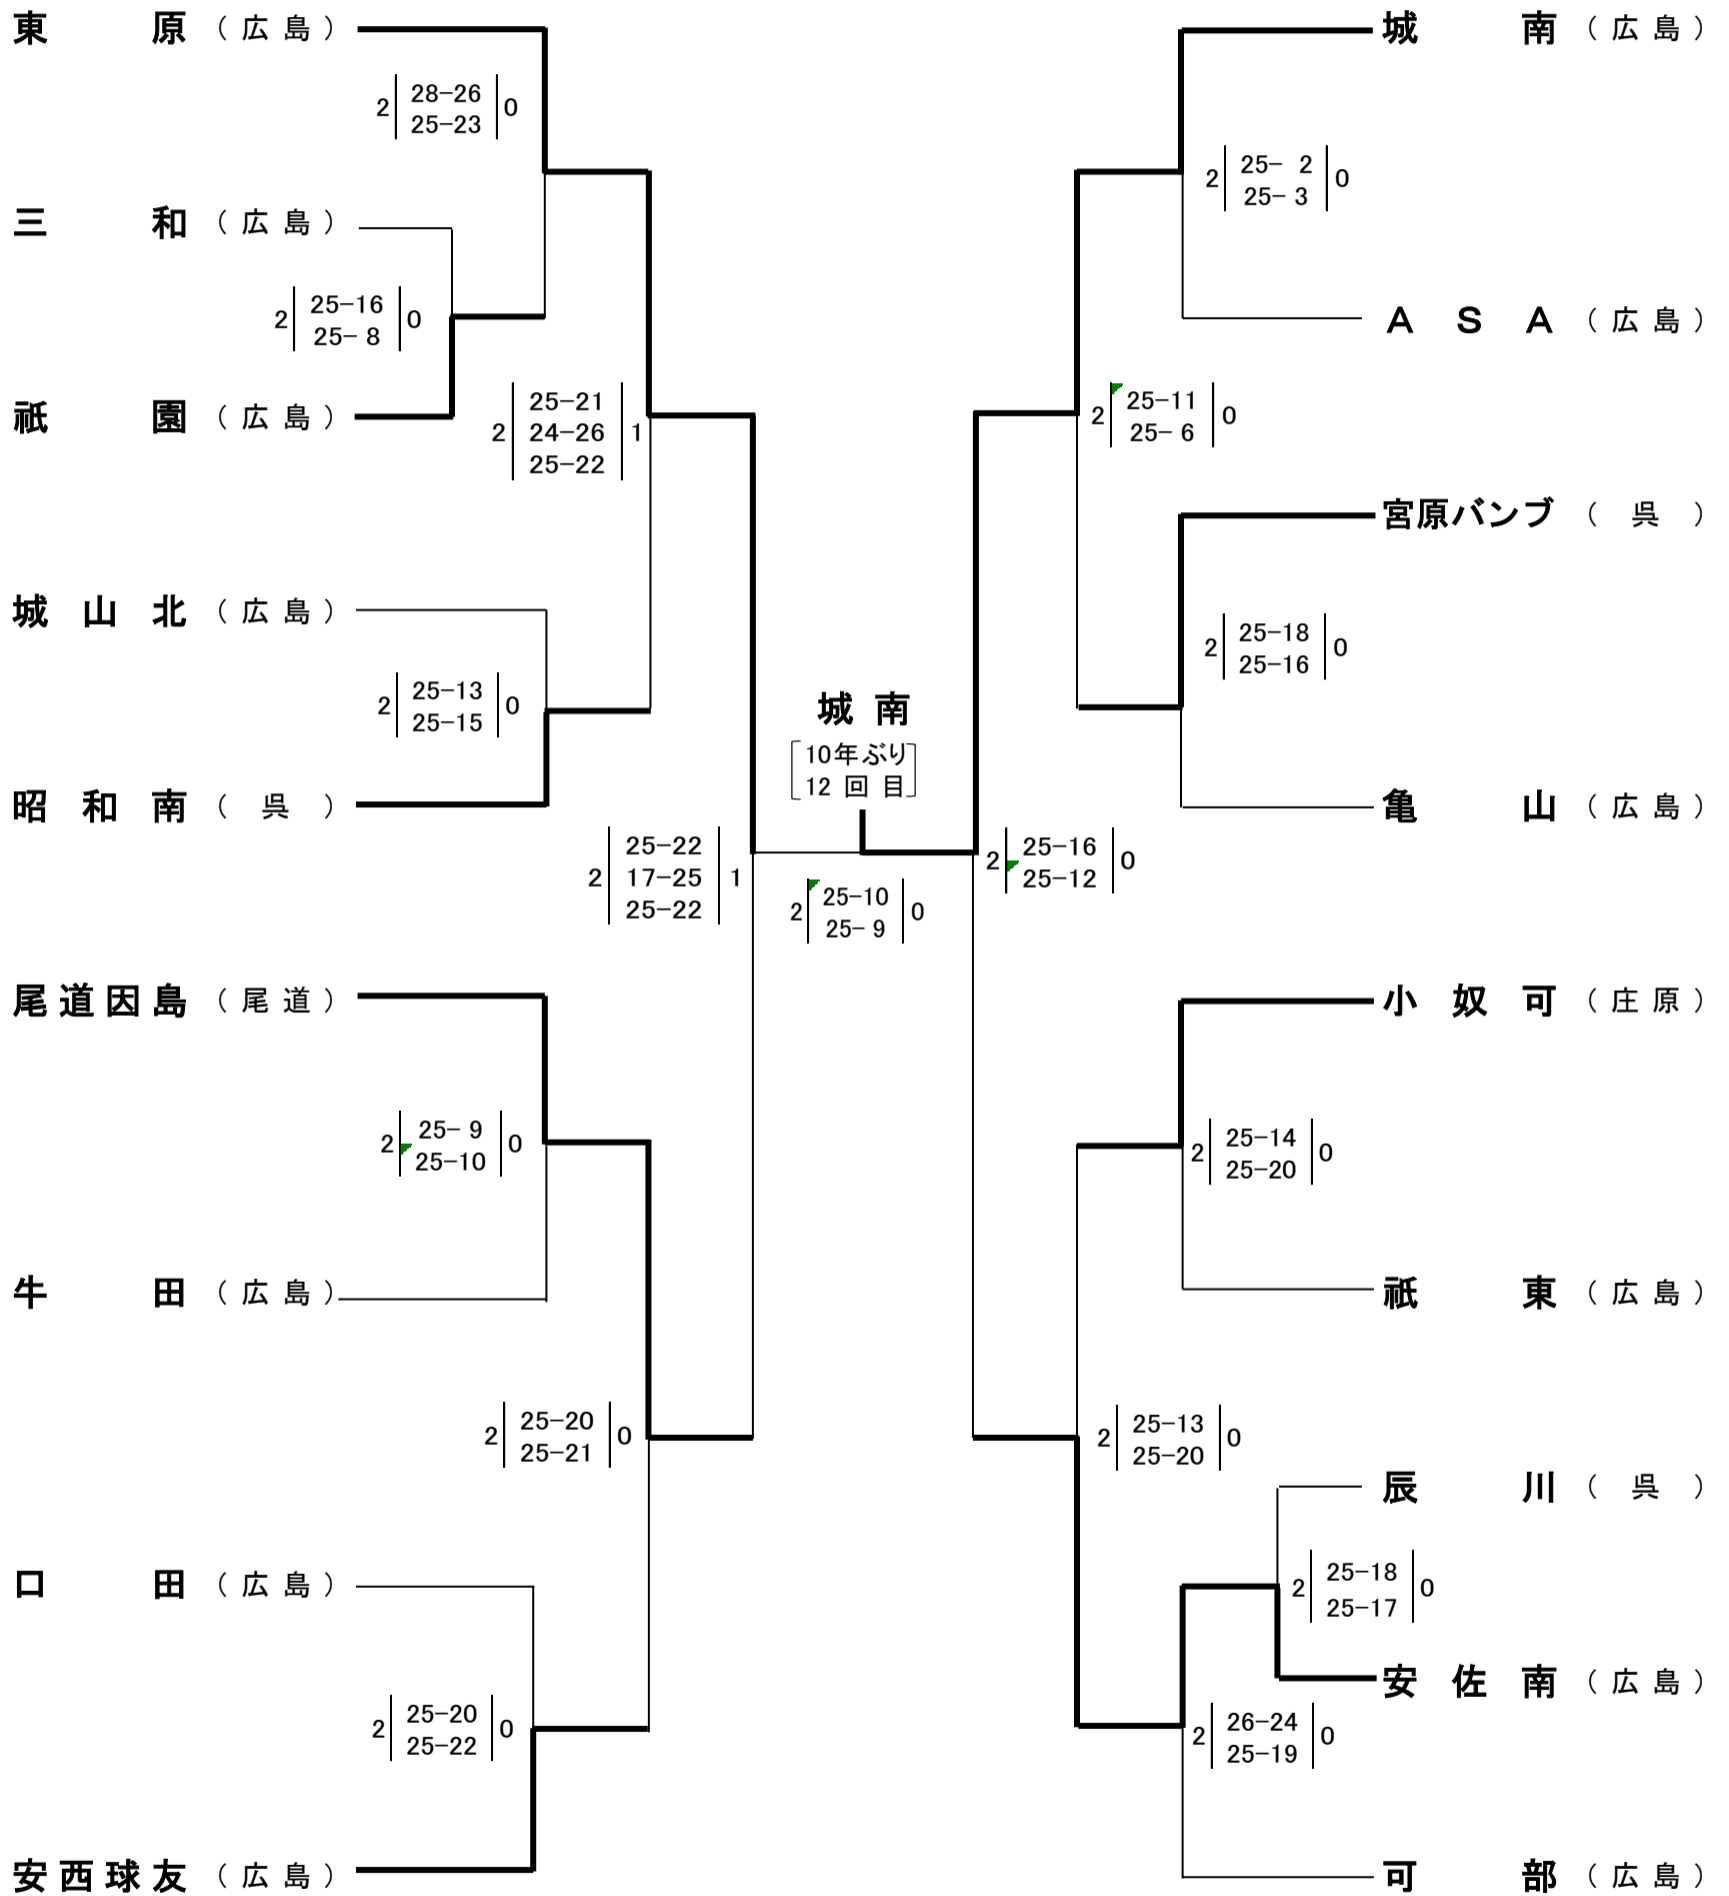 東原（広島）
2 28-26 0
25-23
三和（広島）
2 25-16 0
25- 8
祇園（広島）
2 25-21 1
24-26
25-22
城山北（広島）
2 25-13 0
25-15
昭和南（呉）
2 25-22 1
17-25
25-22
尾道因島（尾道）
2 25- 9 0
25-10
牛田（広島）
2 25-20 0
25-21
口田（広島）
2 25-20 0
25-22
安西球友（広島）
城南
10年ぶり
12回目
2 25-10 0
25- 9
城南（広島）
2 25- 2 0
25- 3
ＡＳＡ（広島）
2 25-11 0
25- 6
宮原バンブ（呉）
2 25-18 0
25-16
亀山（広島）
2 25-16 0
25-12
小奴可（庄原）
2 25-14 0
25-20
祇東（広島）
2 25-13 0
25-20
辰川（呉）
2 25-18 0
25-17
安佐南（広島）
2 26-24 0
25-19
可部（広島）